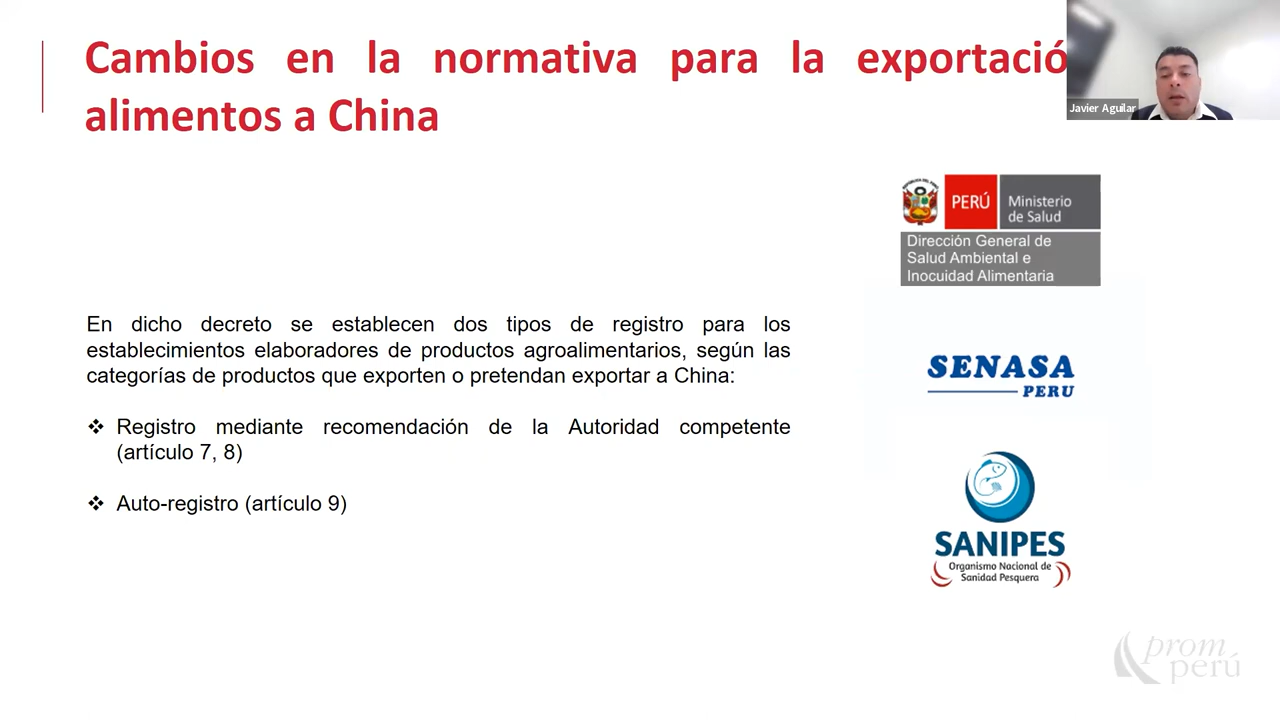 Cambios en la normativa para la exportació
alimentos a China
Javier Aguilar
PERÚ
Ministerio
de Salud
Dirección General de
Salud Ambiental e
Inocuidad Alimentaria
En dicho decreto se establecen dos tipos de registro para los
establecimientos elaboradores de productos agroalimentarios, según las
categorías de productos que exporten o pretendan exportar a China:
❖ Registro mediante recomendación de la Autoridad competente
(artículo 7, 8)
❖ Auto-registro (artículo 9)
SENASA
PERU
SANIPES
Organismo Nacional de
Sanidad Pesquera
prom
perú